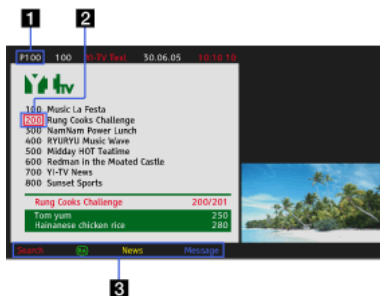 1 2
P100 100 YI-TV Text 30.06.05 10:10 10
YI tv
100 Music La Festa
200 Rung Cooks Challenge
300 NamNam Power Lunch
400 RYURYU Music Wave
500 Midday HOT Teatime
600 Redman in the Moated Castle
700 YI-TV News
800 Sunset Sports
Rung Cooks Challenge 200/201
Tom yum 250
Hainanese chicken rice 280
Search News Message
3